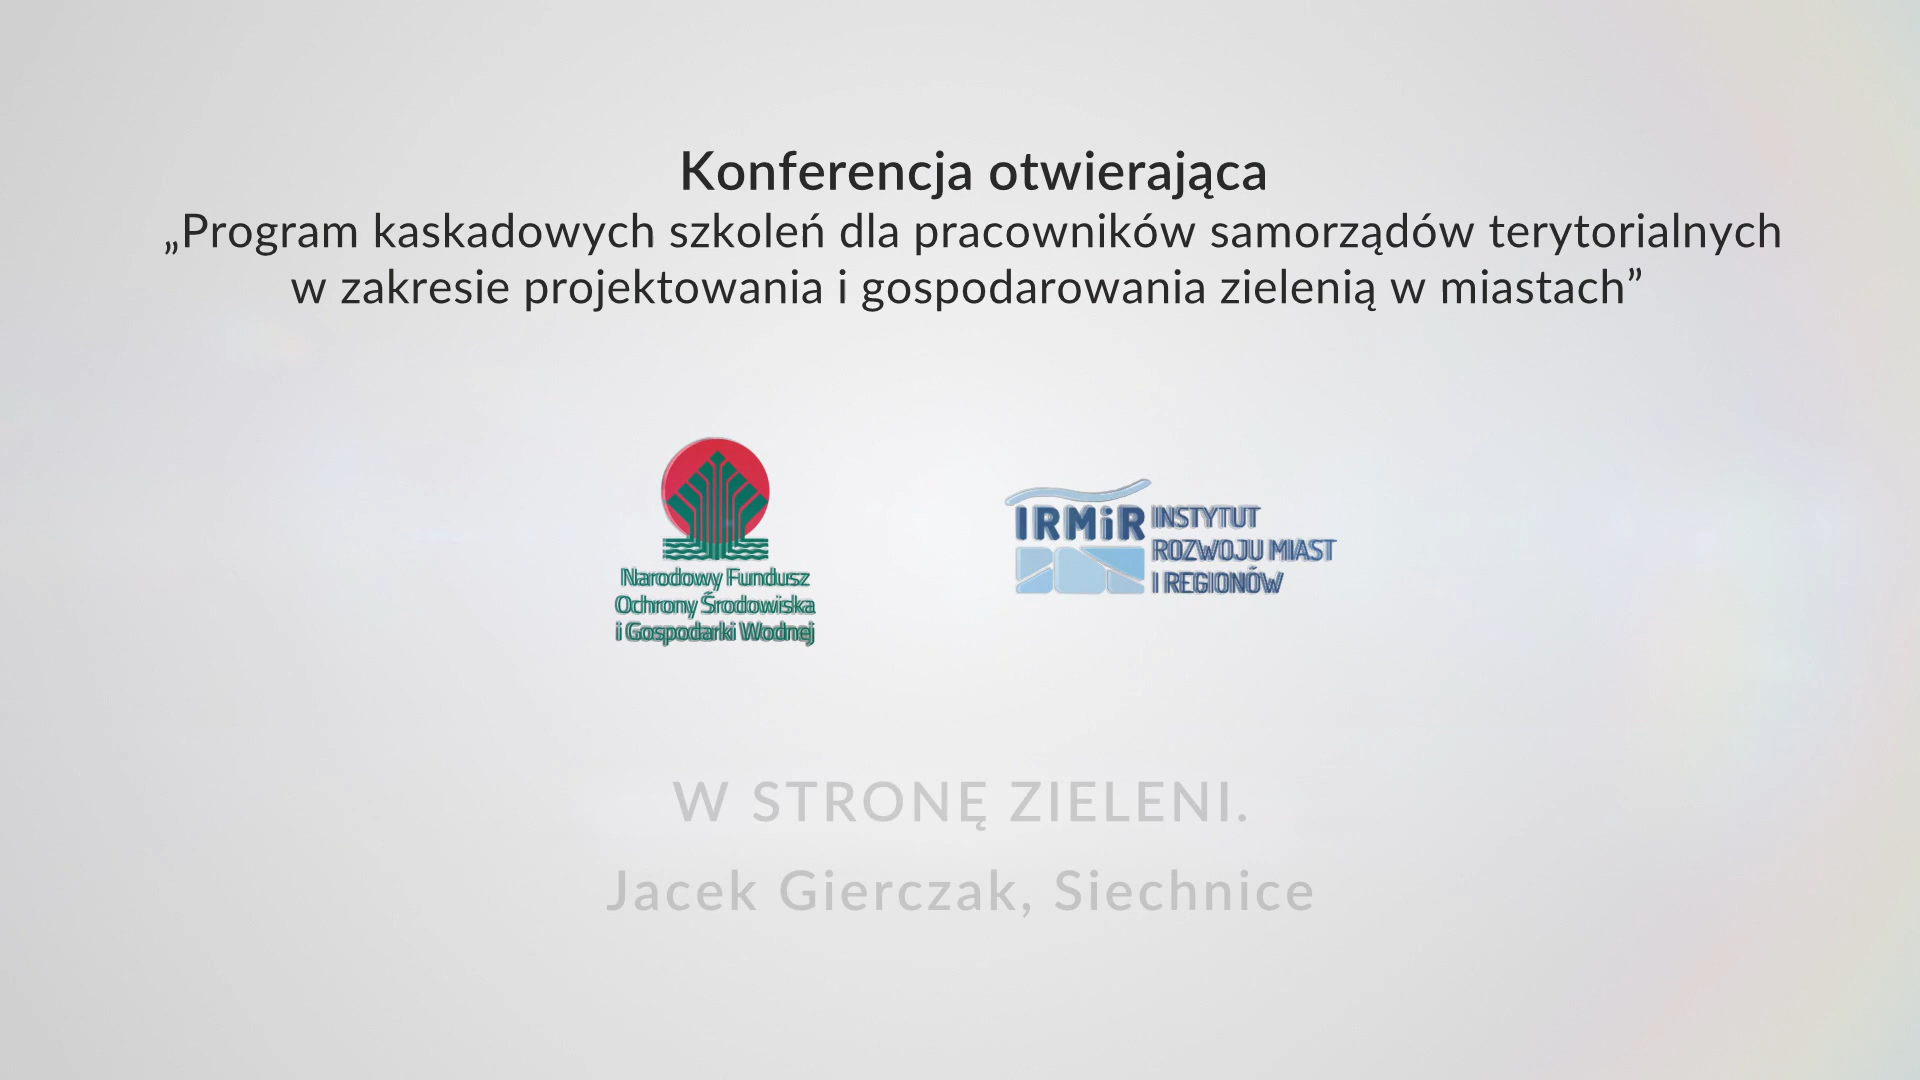 Konferencja otwierająca
„Program kaskadowych szkoleń dla pracowników samorządów terytorialnych
w zakresie projektowania i gospodarowania zielenią w miastach”
Narodowy Fundusz
Ochrony Środowiska
i Gospodarki Wodnej
IRMiR
INSTYTUT
ROZWOJU MIAST
I REGIONÓW
W STRONĘ ZIELENI.
Jacek Gierczak, Siechnice